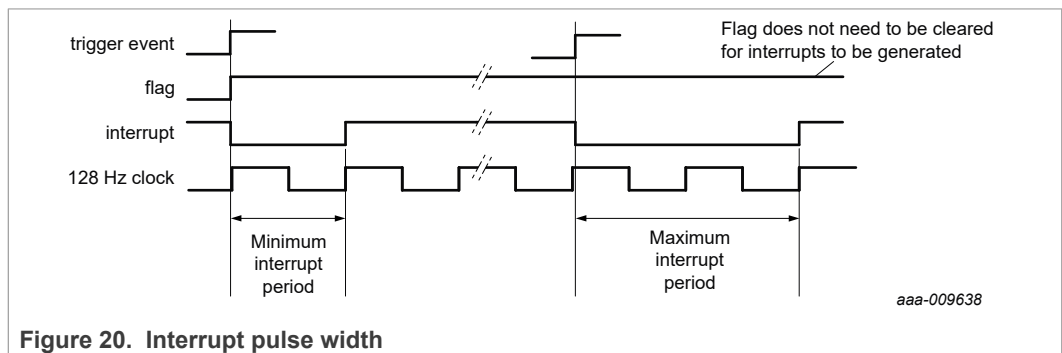 trigger event
Flag does not need to be cleared
for interrupts to be generated
flag
interrupt
128 Hz clock
Minimum
interrupt
period
Maximum
interrupt
period
aaa-009638
Figure 20. Interrupt pulse width